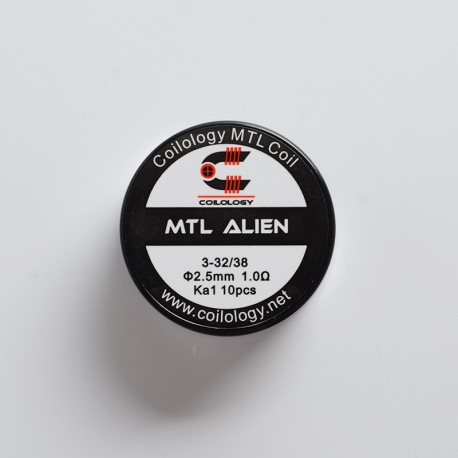 Coilology MTL Coil
COILOLOGY
MTL ALIEN
3-32/38
Φ2.5mm 1.0Ω
Ka1 10pcs
www.coilology.net